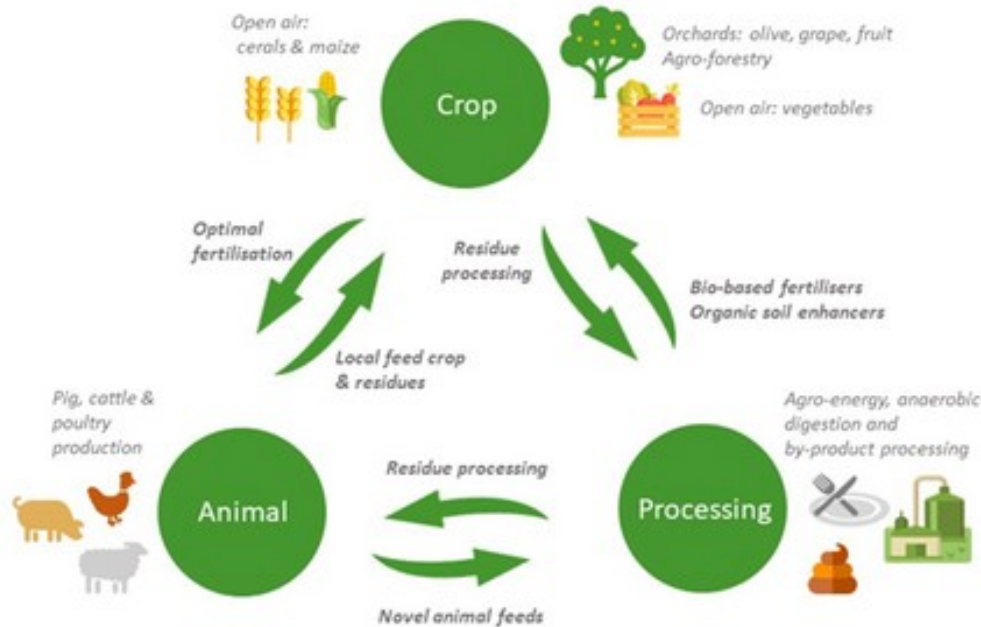 Open air:
cerals & maize
Crop
Orchards: olive, grape, fruit
Agro-forestry
Open air: vegetables
Optimal
fertilisation
Residue
processing
Bio-based fertilisers
Organic soil enhancers
Local feed crop
& residues
Pig, cattle &
poultry
production
Agro-energy, anaerobic
digestion and
by-product processing
Animal
Residue processing
Processing
Novel animal feeds